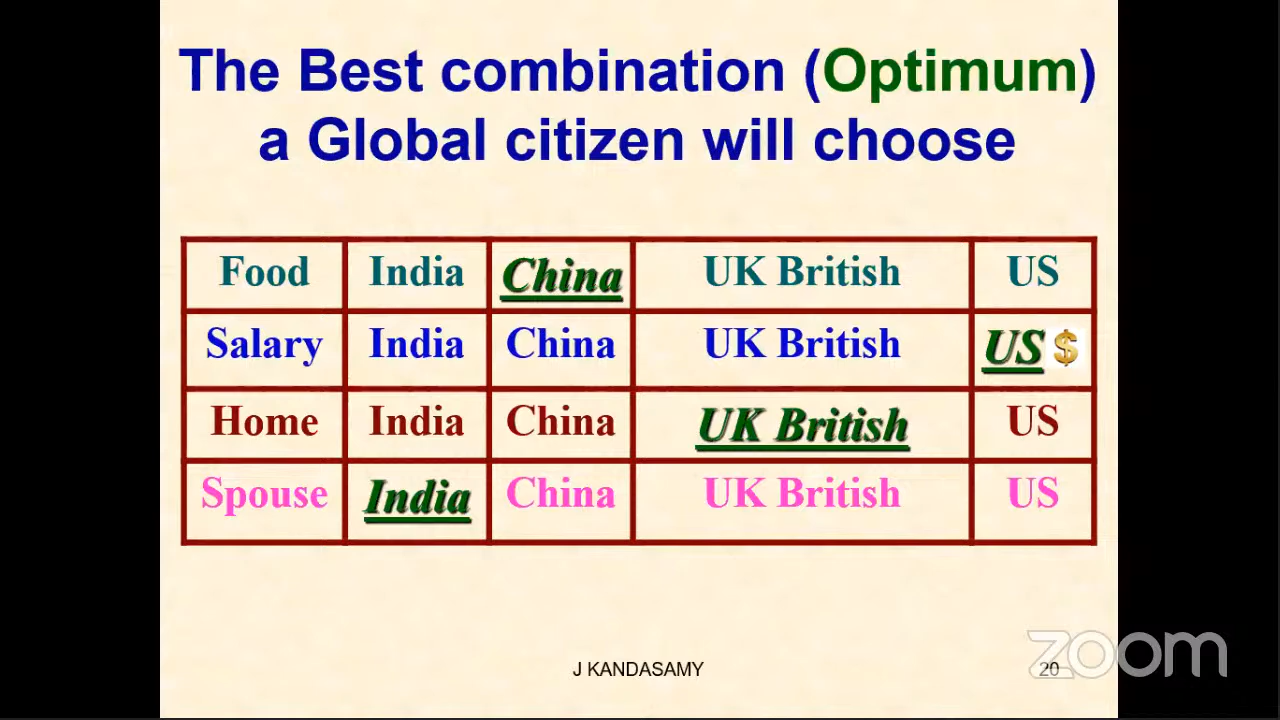 The Best combination (Optimum)
a Global citizen will choose
Food India China UK British US
Salary India China UK British US $
Home India China UK British US
Spouse India China UK British US
J KANDASAMY 20
zoom